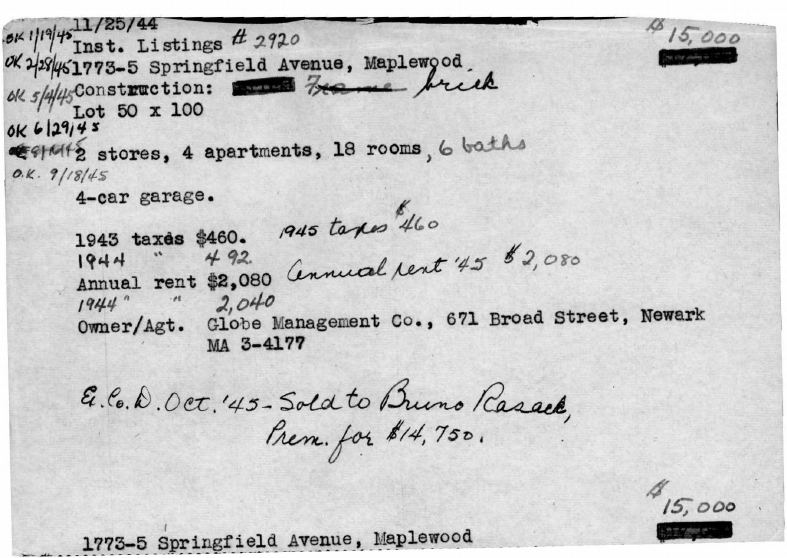 11/25/44
OK 1/19/45 Inst. Listings # 2920 $15,000
OK 2/28/45 1773-5 Springfield Avenue, Maplewood
OK 5/4/45 Construction: Frame brick
Lot 50 x 100
OK 6/29/45
2 stores, 4 apartments, 18 rooms, 6 baths
O.K. 9/18/45
4-car garage.
1943 taxes $460. 1945 taxes $460
1944 " 492.
Annual rent $2,080 Annual rent '45 $2,080
1944 " " 2,040
Owner/Agt. Globe Management Co., 671 Broad Street, Newark
MA 3-4177
Oct. '45 - Sold to Bruno Rasack,
Prem. for $14,750.
$15,000
1773-5 Springfield Avenue, Maplewood